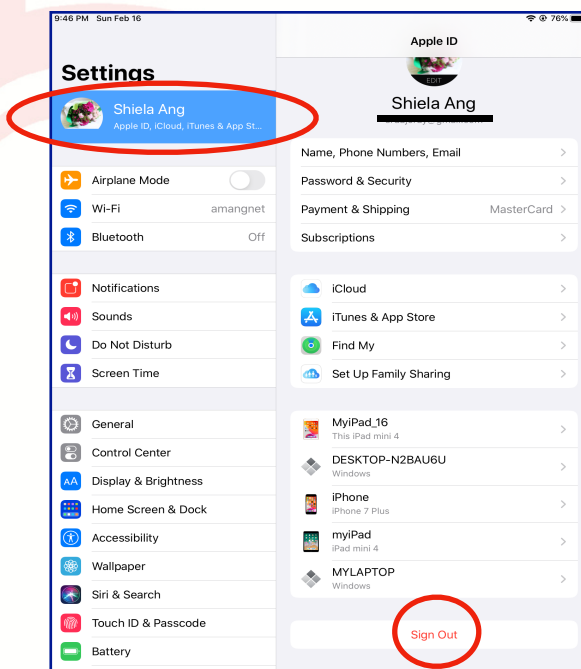 9:46 PM Sun Feb 16
76%
Settings
Shiela Ang
Apple ID, iCloud, iTunes & App St...
Airplane Mode
Wi-Fi amangnet
Bluetooth Off
Notifications
Sounds
Do Not Disturb
Screen Time
General
Control Center
AA Display & Brightness
Home Screen & Dock
Accessibility
Wallpaper
Siri & Search
Touch ID & Passcode
Battery
Apple ID
EDIT
Shiela Ang
Name, Phone Numbers, Email
Password & Security
Payment & Shipping MasterCard
Subscriptions
iCloud
iTunes & App Store
Find My
Set Up Family Sharing
MyiPad_16
This iPad mini 4
DESKTOP-N2BAU6U
Windows
iPhone
iPhone 7 Plus
myiPad
iPad mini 4
MYLAPTOP
Windows
Sign Out